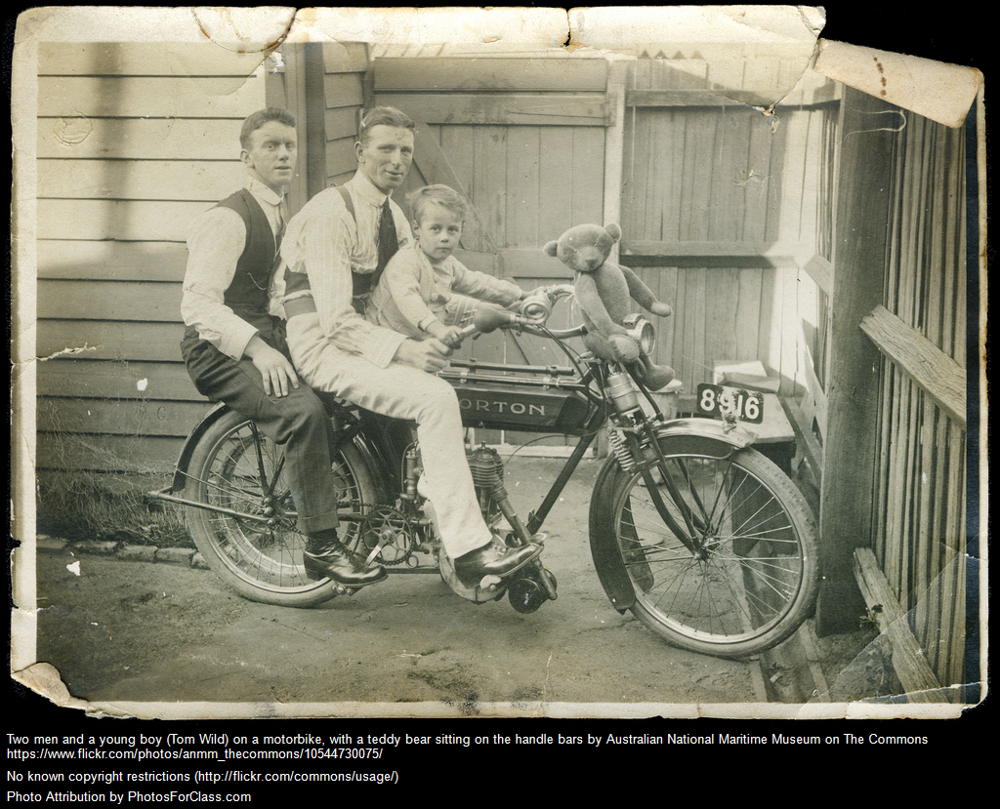 ORTON
8916
Two men and a young boy (Tom Wild) on a motorbike, with a teddy bear sitting on the handle bars by Australian National Maritime Museum on The Commons
https://www.flickr.com/photos/anmm_thecommons/10544730075/
No known copyright restrictions (http://flickr.com/commons/usage/)
Photo Attribution by PhotosForClass.com